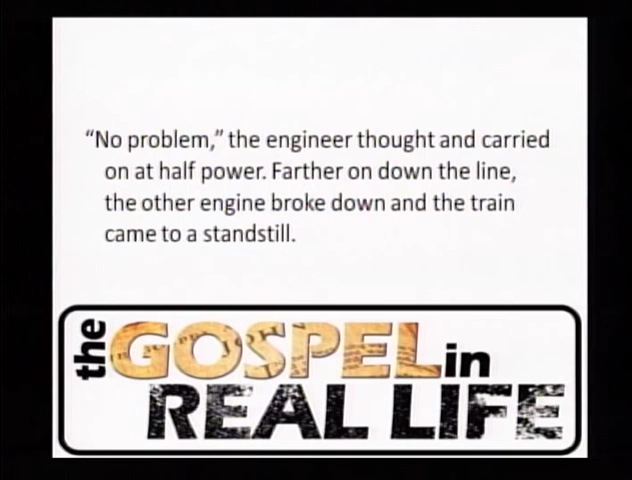 “No problem,” the engineer thought and carried
on at half power. Farther on down the line,
the other engine broke down and the train
came to a standstill.
the GOSPEL in
REAL LIFE